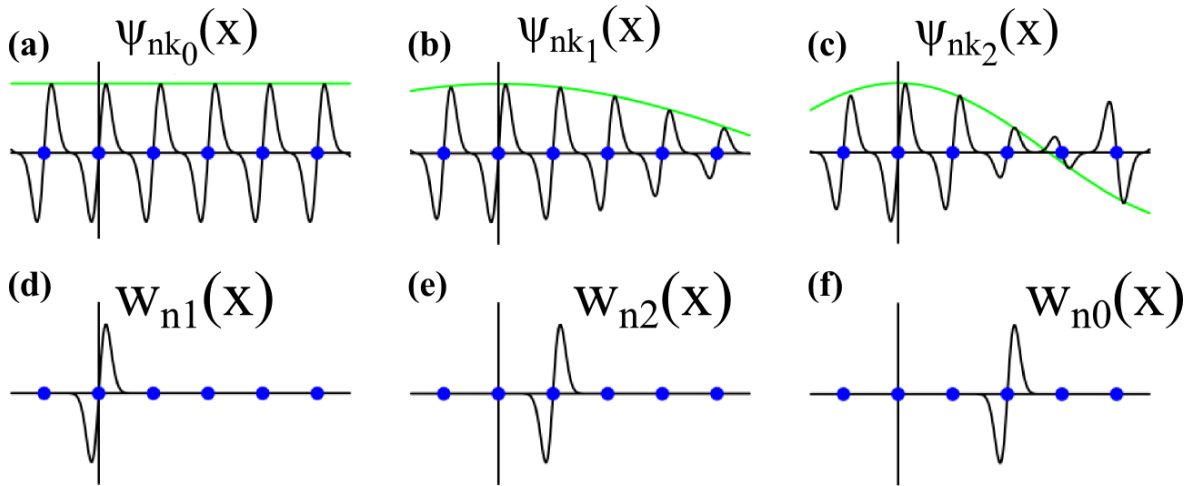 (a) ψnk₀(x)
(b) ψnk₁(x)
(c) ψnk₂(x)
(d) wn1(x)
(e) wn2(x)
(f) wn0(x)